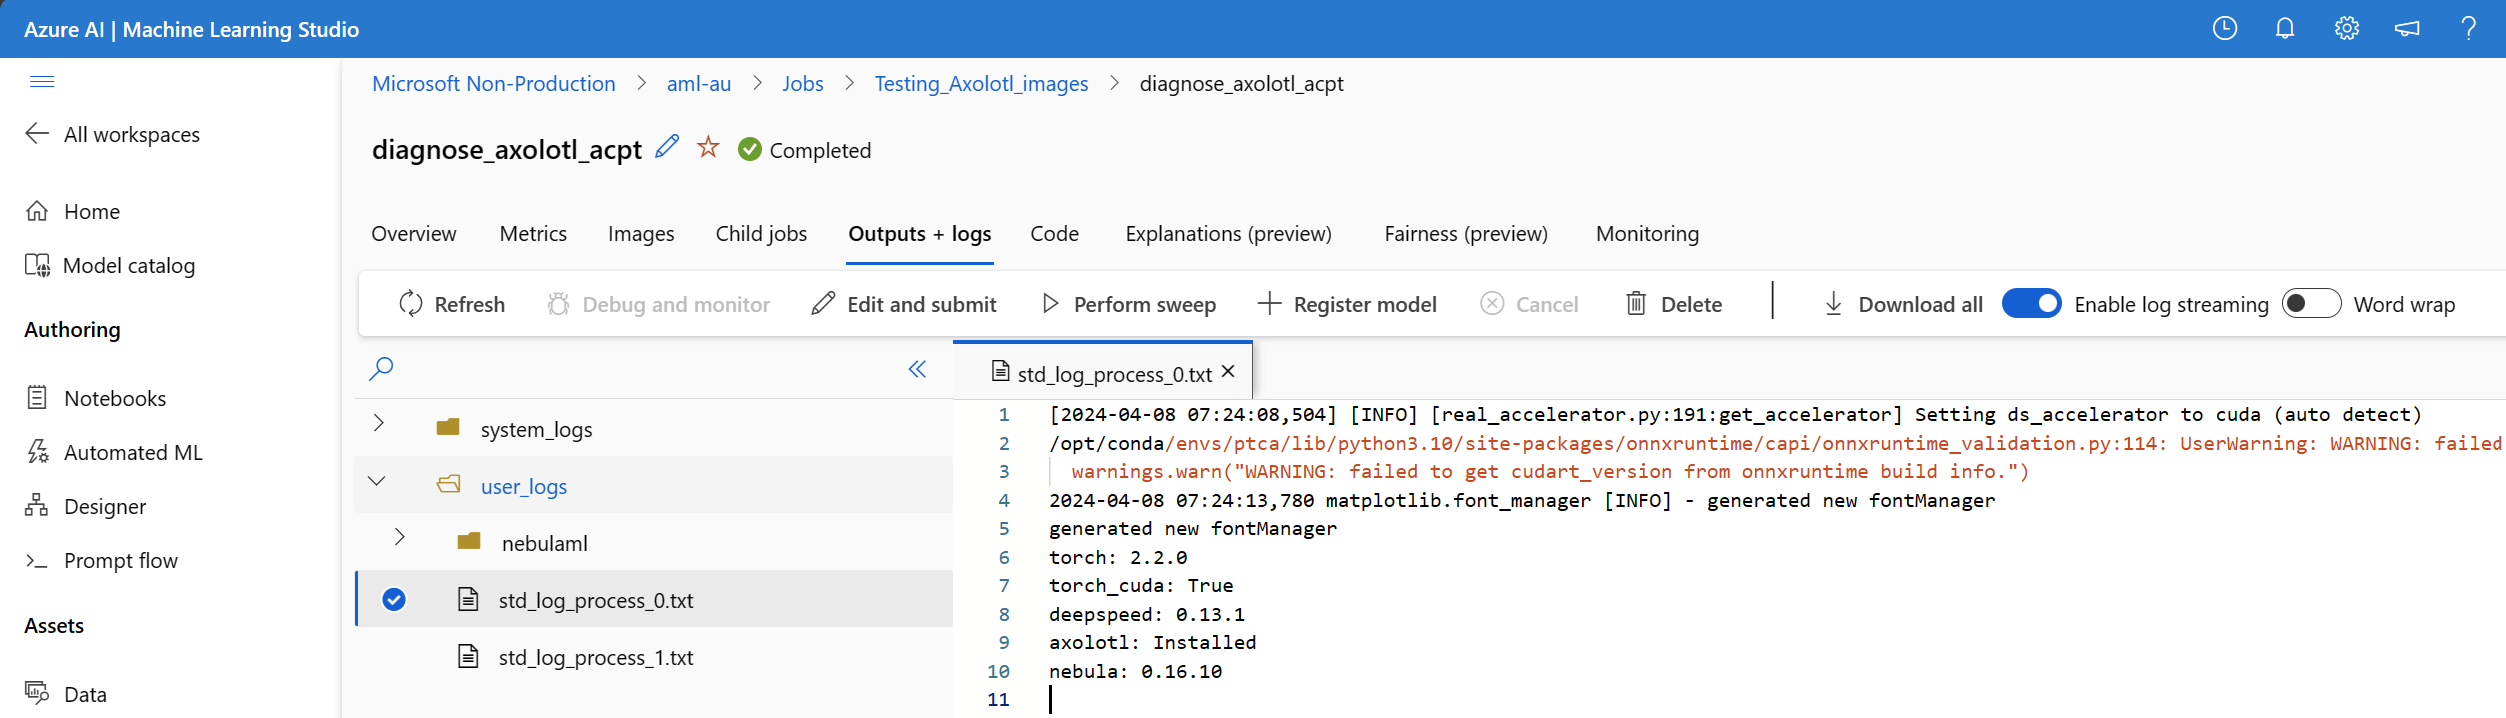 Azure AI | Machine Learning Studio
Microsoft Non-Production > aml-au > Jobs > Testing_Axolotl_images > diagnose_axolotl_acpt
All workspaces
Home
Model catalog
Authoring
Notebooks
Automated ML
Designer
Prompt flow
Assets
Data
diagnose_axolotl_acpt Completed
Overview Metrics Images Child jobs Outputs + logs Code Explanations (preview) Fairness (preview) Monitoring
Refresh Debug and monitor Edit and submit Perform sweep Register model Cancel Delete Download all Enable log streaming Word wrap
system_logs
user_logs
nebulaml
std_log_process_0.txt
std_log_process_1.txt
std_log_process_0.txt
1 [2024-04-08 07:24:08,504] [INFO] [real_accelerator.py:191:get_accelerator] Setting ds_accelerator to cuda (auto detect)
2 /opt/conda/envs/ptca/lib/python3.10/site-packages/onnxruntime/capi/onnxruntime_validation.py:114: UserWarning: WARNING: failed
3 warnings.warn("WARNING: failed to get cudart_version from onnxruntime build info.")
4 2024-04-08 07:24:13,780 matplotlib.font_manager [INFO] - generated new fontManager
5 generated new fontManager
6 torch: 2.2.0
7 torch_cuda: True
8 deepspeed: 0.13.1
9 axolotl: Installed
10 nebula: 0.16.10
11